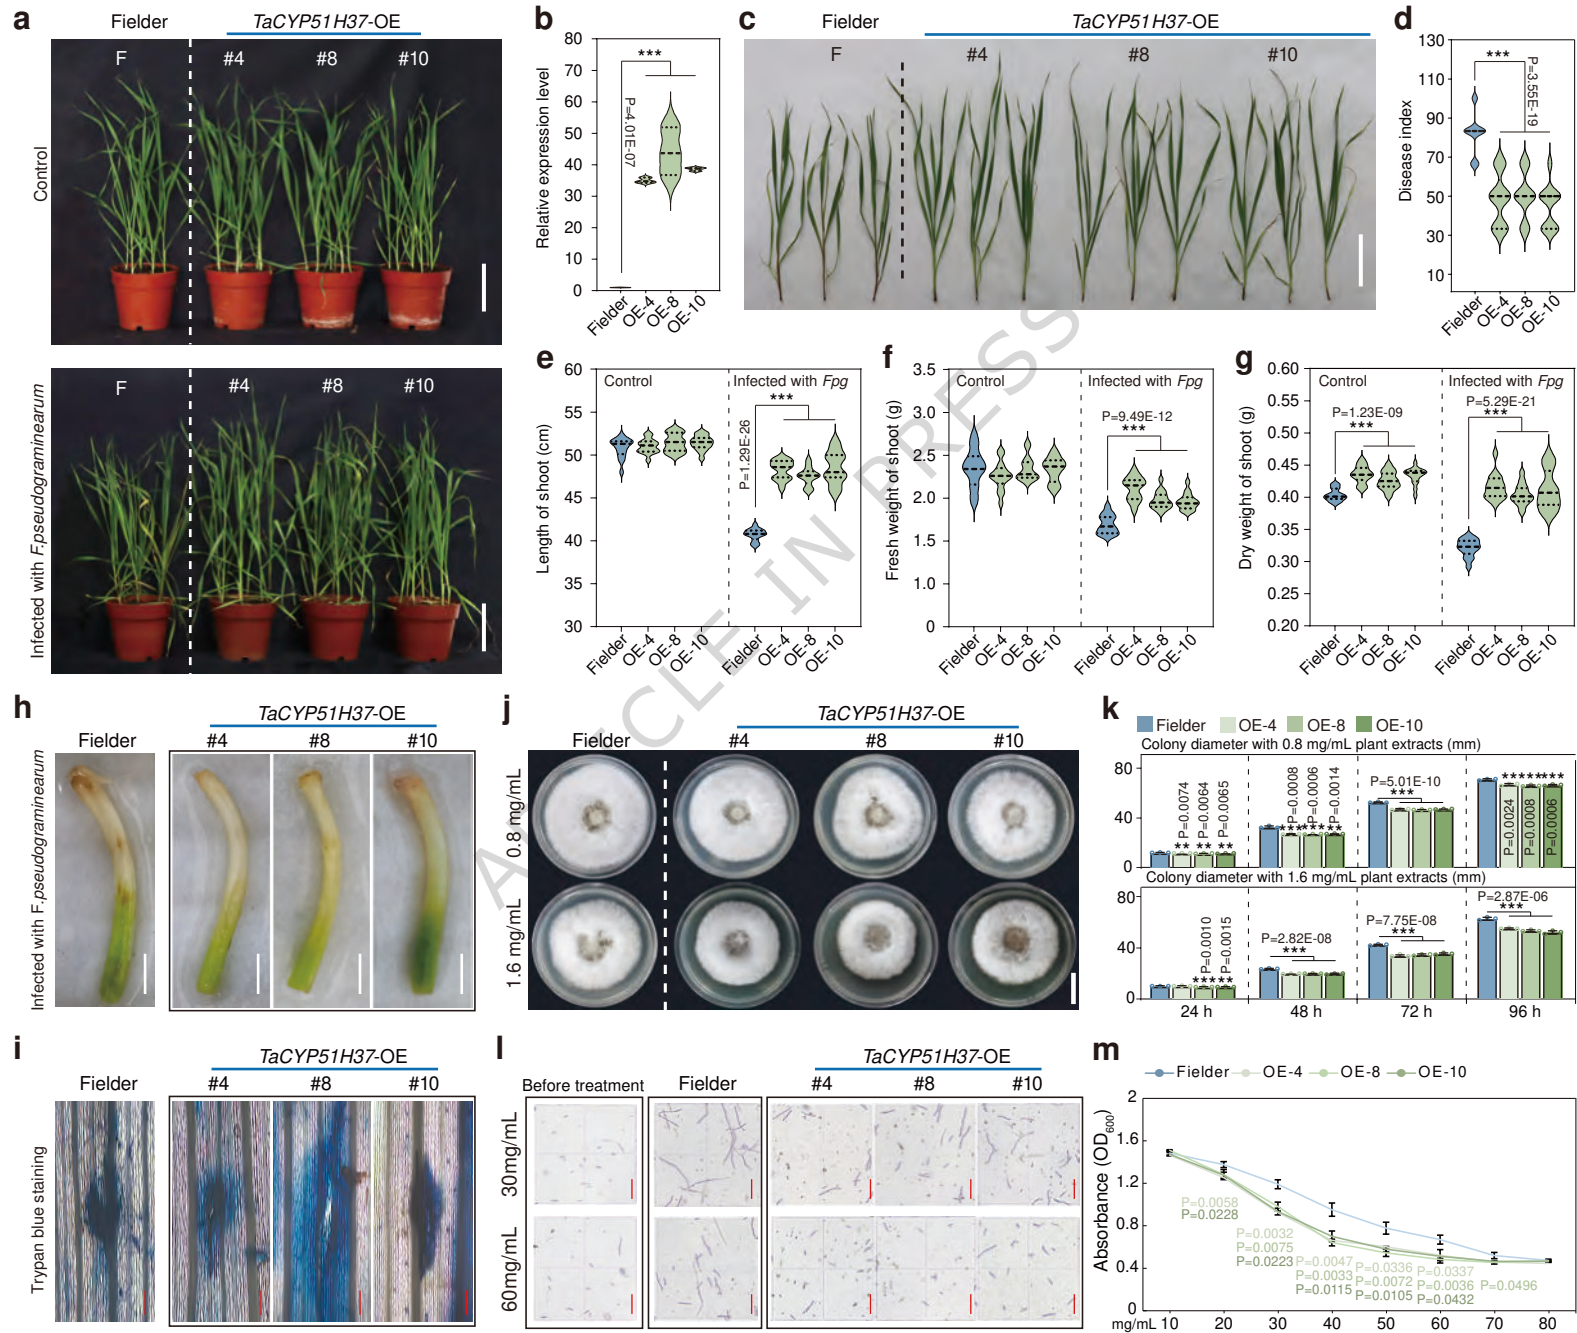 a
Fielder
TaCYP51H37-OE
F
#4
#8
#10
Control
F
#4
#8
#10
Infected with F.pseudograminearum
b
Relative expression level
80
70
60
50
40
30
20
10
0
***
P=4.01E-07
Fielder
OE-4
OE-8
OE-10
c
Fielder
TaCYP51H37-OE
F
#4
#8
#10
d
Disease index
130
110
90
70
50
30
10
***
P=3.55E-19
Fielder
OE-4
OE-8
OE-10
e
Length of shoot (cm)
60
55
50
45
40
35
30
Control
Infected with Fpg
***
P=1.29E-26
Fielder
OE-4
OE-8
OE-10
Fielder
OE-4
OE-8
OE-10
f
Fresh weight of shoot (g)
3.5
3.0
2.5
2.0
1.5
1.0
0
Control
Infected with Fpg
P=9.49E-12
***
Fielder
OE-4
OE-8
OE-10
Fielder
OE-4
OE-8
OE-10
g
Dry weight of shoot (g)
0.60
0.55
0.50
0.45
0.40
0.35
0.30
0.25
0.20
Control
Infected with Fpg
P=1.23E-09
***
P=5.29E-21
***
Fielder
OE-4
OE-8
OE-10
Fielder
OE-4
OE-8
OE-10
ARTICLE IN PRESS
h
TaCYP51H37-OE
Fielder
#4
#8
#10
Infected with F,pseudograminearum
i
TaCYP51H37-OE
Fielder
#4
#8
#10
Trypan blue staining
j
TaCYP51H37-OE
Fielder
#4
#8
#10
0.8 mg/mL
1.6 mg/mL
k
Fielder OE-4 OE-8 OE-10
Colony diameter with 0.8 mg/mL plant extracts (mm)
80
40
0
P=0.0074
P=0.0064
P=0.0065
** ** **
P=0.0008
P=0.0006
P=0.0014
*** *** **
P=5.01E-10
***
** *** ***
P=0.0024
P=0.0008
P=0.0006
Colony diameter with 1.6 mg/mL plant extracts (mm)
80
40
0
P=0.0010
P=0.0015
*** **
P=2.82E-08
***
P=7.75E-08
***
P=2.87E-06
***
24 h
48 h
72 h
96 h
l
TaCYP51H37-OE
Before treatment
Fielder
#4
#8
#10
30mg/mL
60mg/mL
m
Fielder OE-4 OE-8 OE-10
Absorbance (OD600)
2
1.6
1.2
0.8
0.4
0
P=0.0058
P=0.0228
P=0.0032
P=0.0075
P=0.0223
P=0.0047
P=0.0033
P=0.0115
P=0.0336
P=0.0072
P=0.0105
P=0.0337
P=0.0036
P=0.0432
P=0.0496
mg/mL 10 20 30 40 50 60 70 80